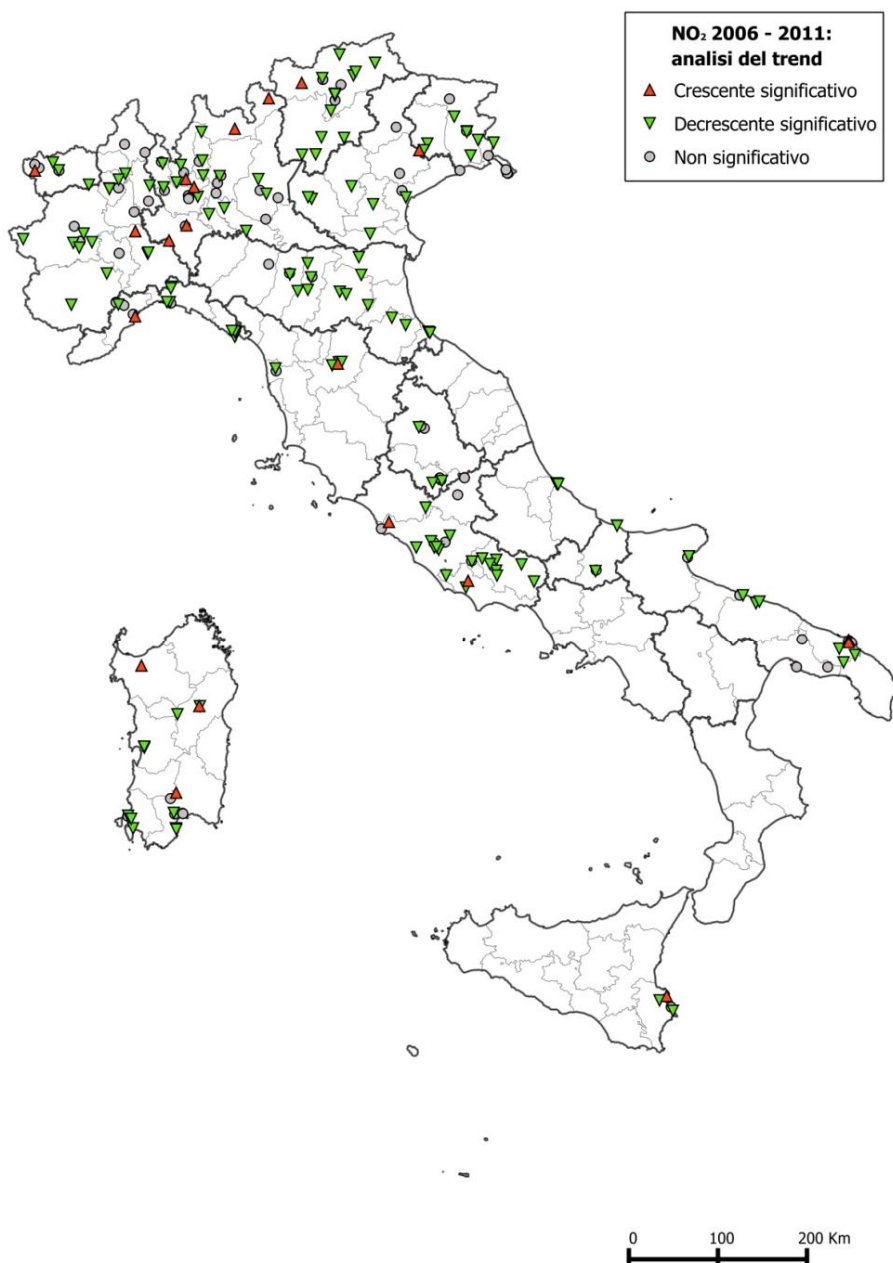 NO₂ 2006 - 2011:
analisi del trend
Crescente significativo
Decrescente significativo
Non significativo
0 100 200 Km